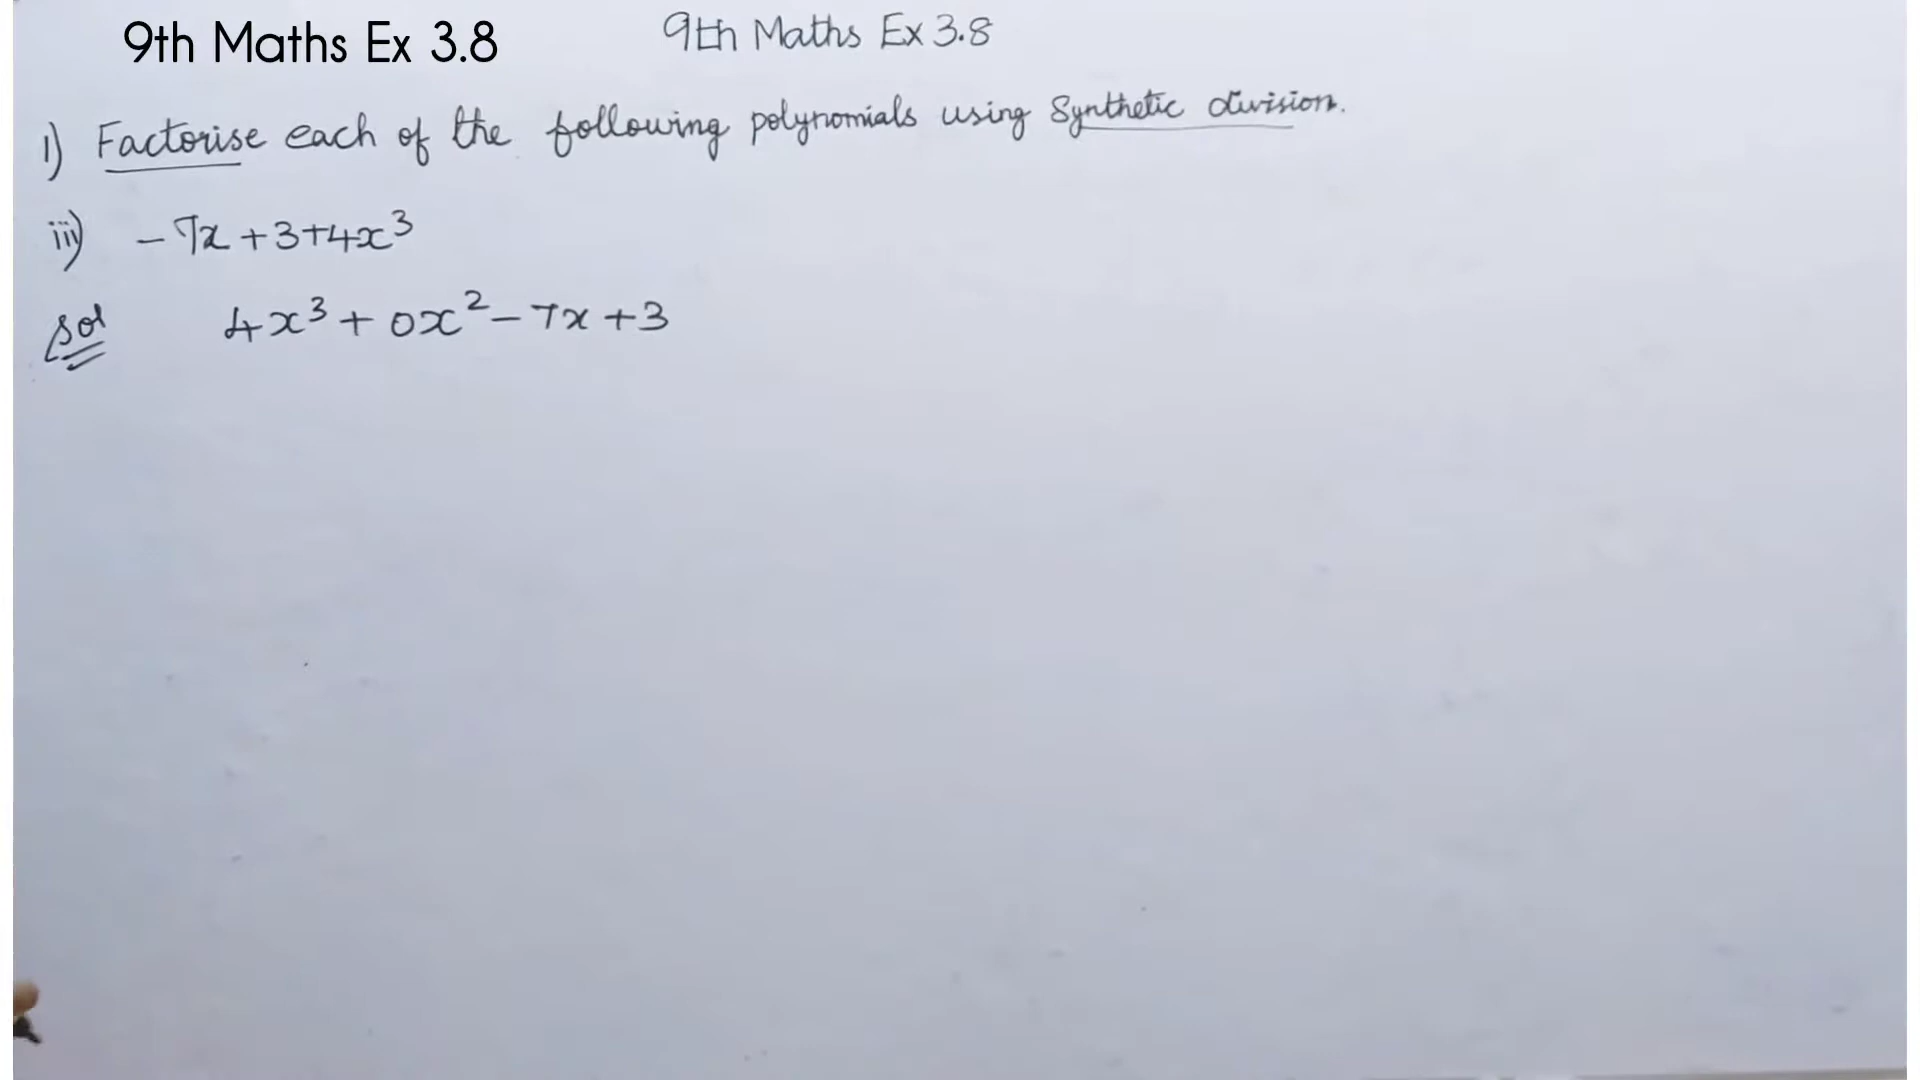 9th Maths Ex 3.8
9th Maths Ex 3.8
1) Factorise each of the following polynomials using Synthetic division.
iii) - 7x + 3 + 4x³
Sol 4x³ + 0x² - 7x + 3